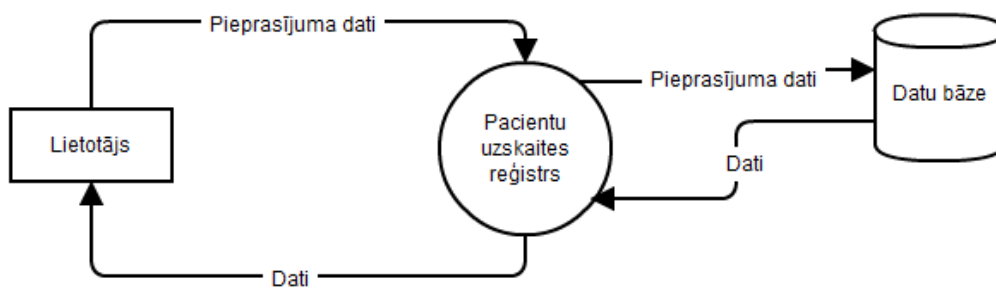 Pieprasījuma dati
Pieprasījuma dati
Datu bāze
Lietotājs
Pacientu
uzskaites
reģistrs
Dati
Dati